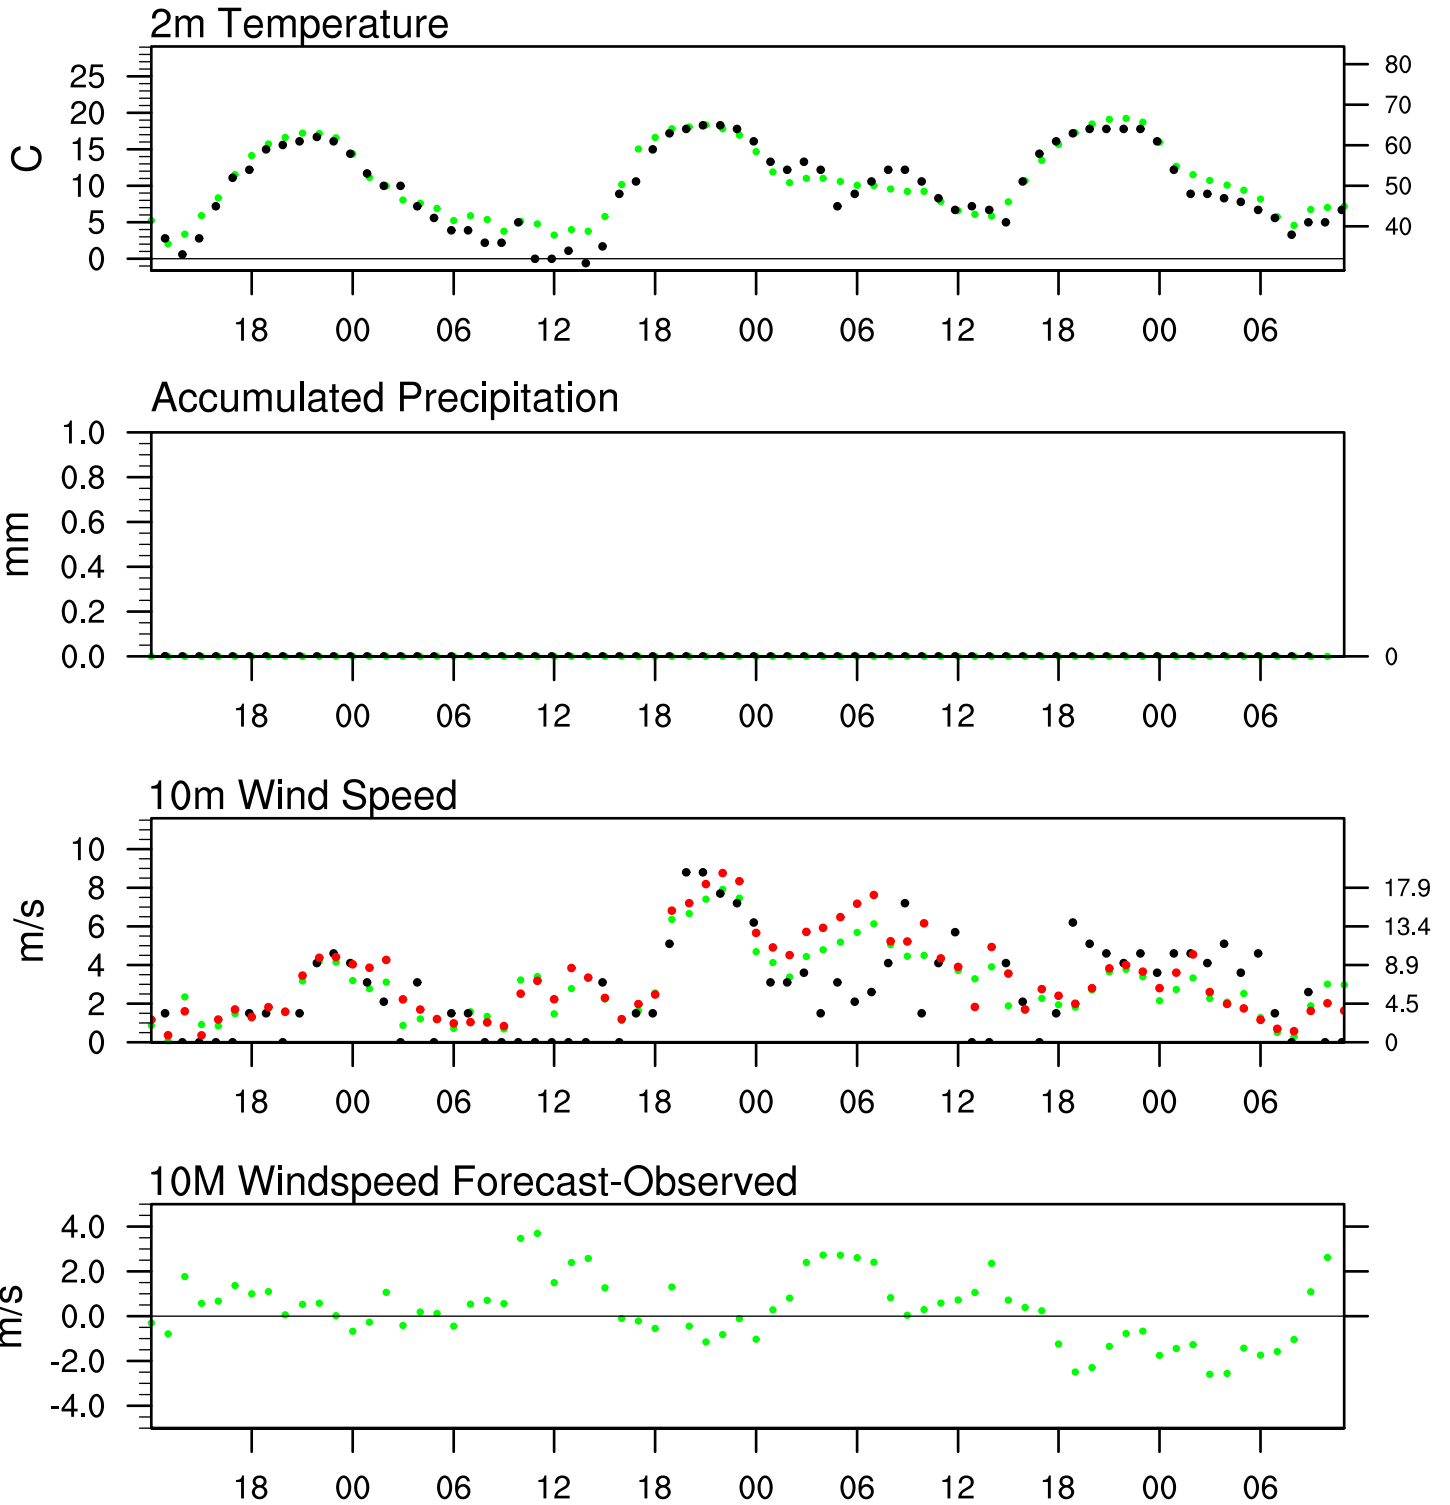 2m Temperature
25
20
15
10
5
0
C
80
70
60
50
40
18 00 06 12 18 00 06 12 18 00 06
Accumulated Precipitation
1.0
0.8
0.6
0.4
0.2
0.0
mm
0
18 00 06 12 18 00 06 12 18 00 06
10m Wind Speed
10
8
6
4
2
0
m/s
17.9
13.4
8.9
4.5
0
18 00 06 12 18 00 06 12 18 00 06
10M Windspeed Forecast-Observed
4.0
2.0
0.0
-2.0
-4.0
m/s
18 00 06 12 18 00 06 12 18 00 06